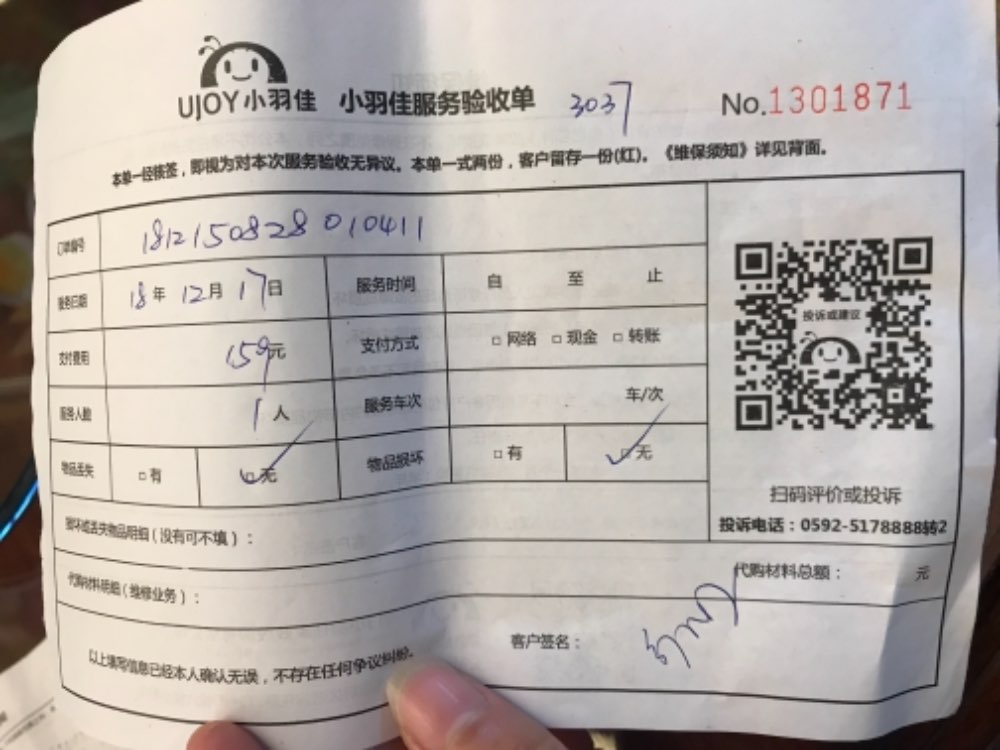 UJOY小羽佳 小羽佳服务验收单 3037 No.1301871
本单一经核签，即视为对本次服务验收无异议。本单一式两份，客户留存一份(红)。《维保须知》详见背面。
订单编号 1812150828010411
服务日期 18年 12月 17日 服务时间 自 至 止
支付费用 159元 支付方式 □网络 □现金 □转账
服务人数 1人 服务车次 车/次
物品丢失 □有 □无 物品损坏 □有 □无
投诉或建议
扫码评价或投诉
投诉电话：0592-5178888转2
损坏或丢失物品明细（没有可不填）：
代购材料明细（维修业务）： 代购材料总额： 元
以上填写信息已经本人确认无误，不存在任何争议纠纷。 客户签名：